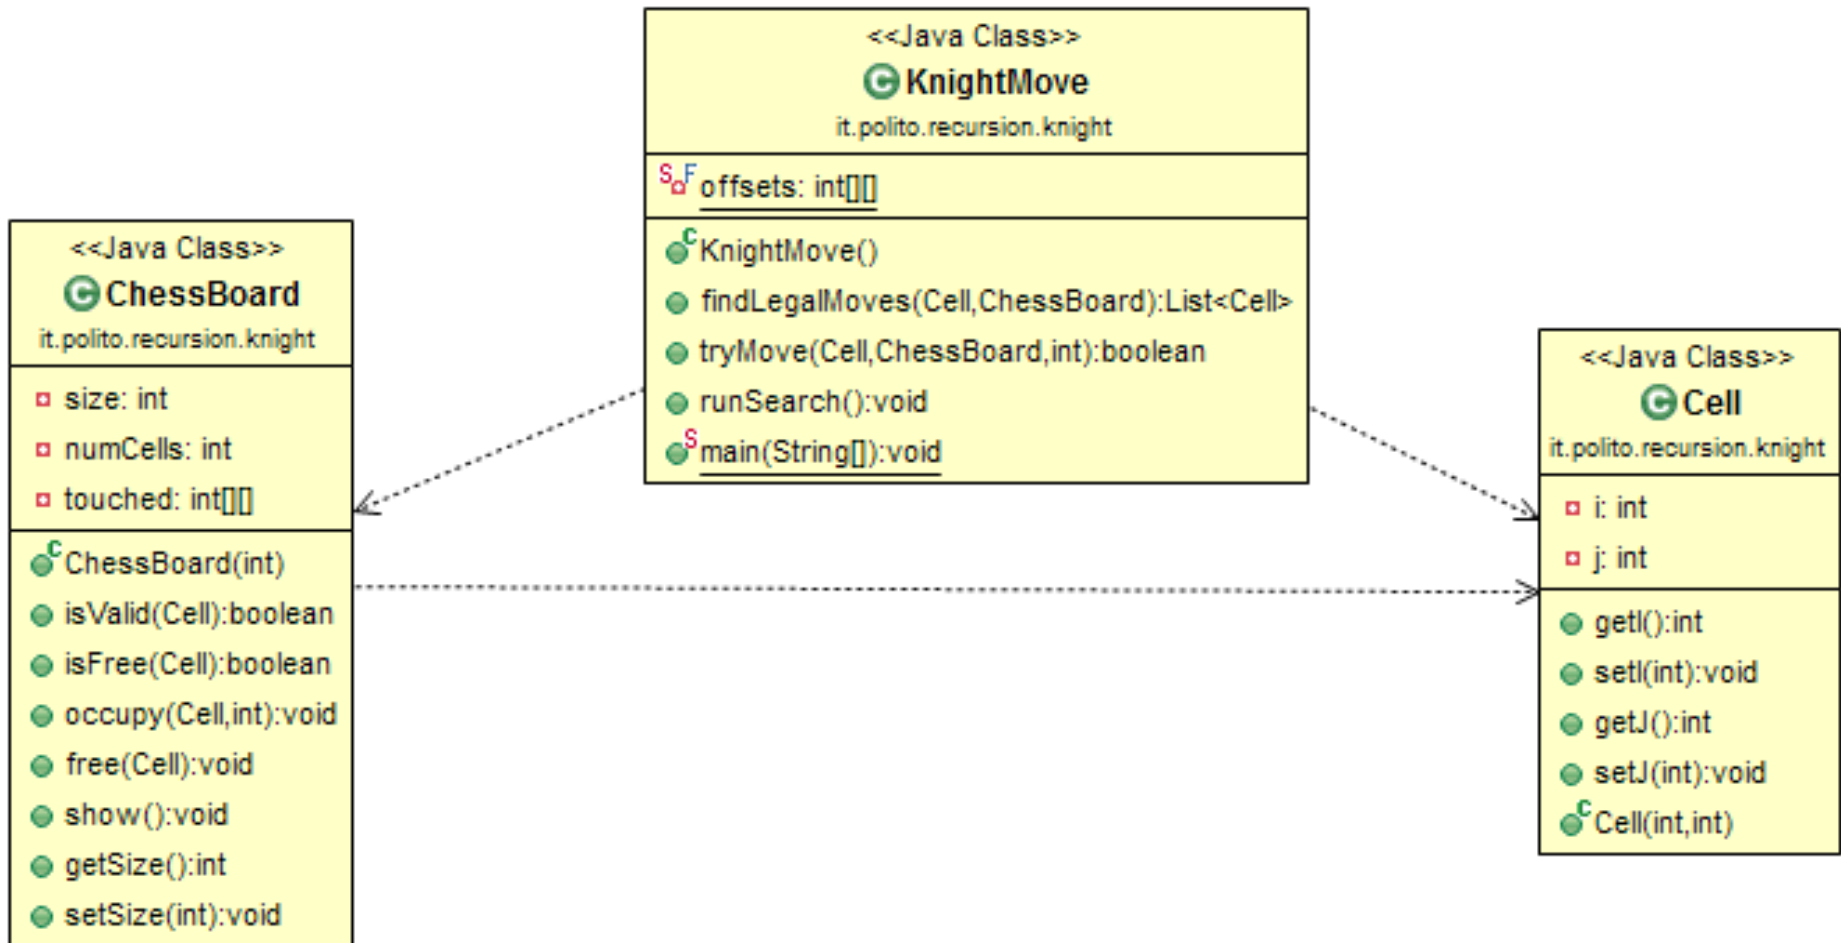 <<Java Class>>
KnightMove
it.polito.recursion.knight
offsets: int[][]
KnightMove()
findLegalMoves(Cell,ChessBoard):List<Cell>
tryMove(Cell,ChessBoard,int):boolean
runSearch():void
main(String[]):void
<<Java Class>>
ChessBoard
it.polito.recursion.knight
size: int
numCells: int
touched: int[][]
ChessBoard(int)
isValid(Cell):boolean
isFree(Cell):boolean
occupy(Cell,int):void
free(Cell):void
show():void
getSize():int
setSize(int):void
<<Java Class>>
Cell
it.polito.recursion.knight
i: int
j: int
getI():int
setI(int):void
getJ():int
setJ(int):void
Cell(int,int)